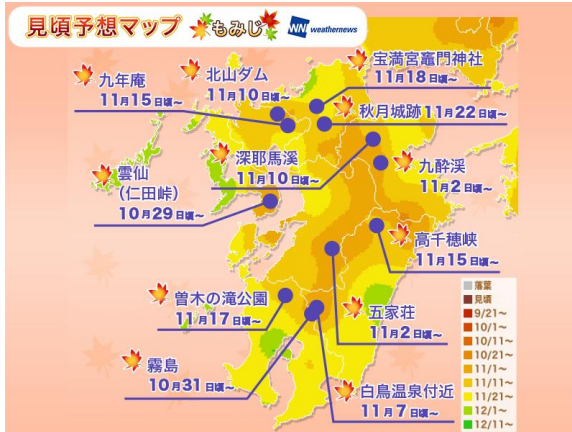 見頃予想マップ もみじ WN weathernews
宝満宮竈門神社
11月18日頃~
北山ダム
11月10日頃~
九年庵
11月15日頃~
秋月城跡11月22日頃~
深耶馬溪
11月10日頃~
九酔渓
11月2日頃~
雲仙
(仁田峠)
10月29日頃~
高千穂峡
11月15日頃~
曽木の滝公園
11月17日頃~
五家荘
11月2日頃~
霧島
10月31日頃~
白鳥温泉付近
11月7日頃~
落葉
見頃
9/21~
10/1~
10/11~
10/21~
11/1~
11/11~
11/21~
12/1~
12/11~